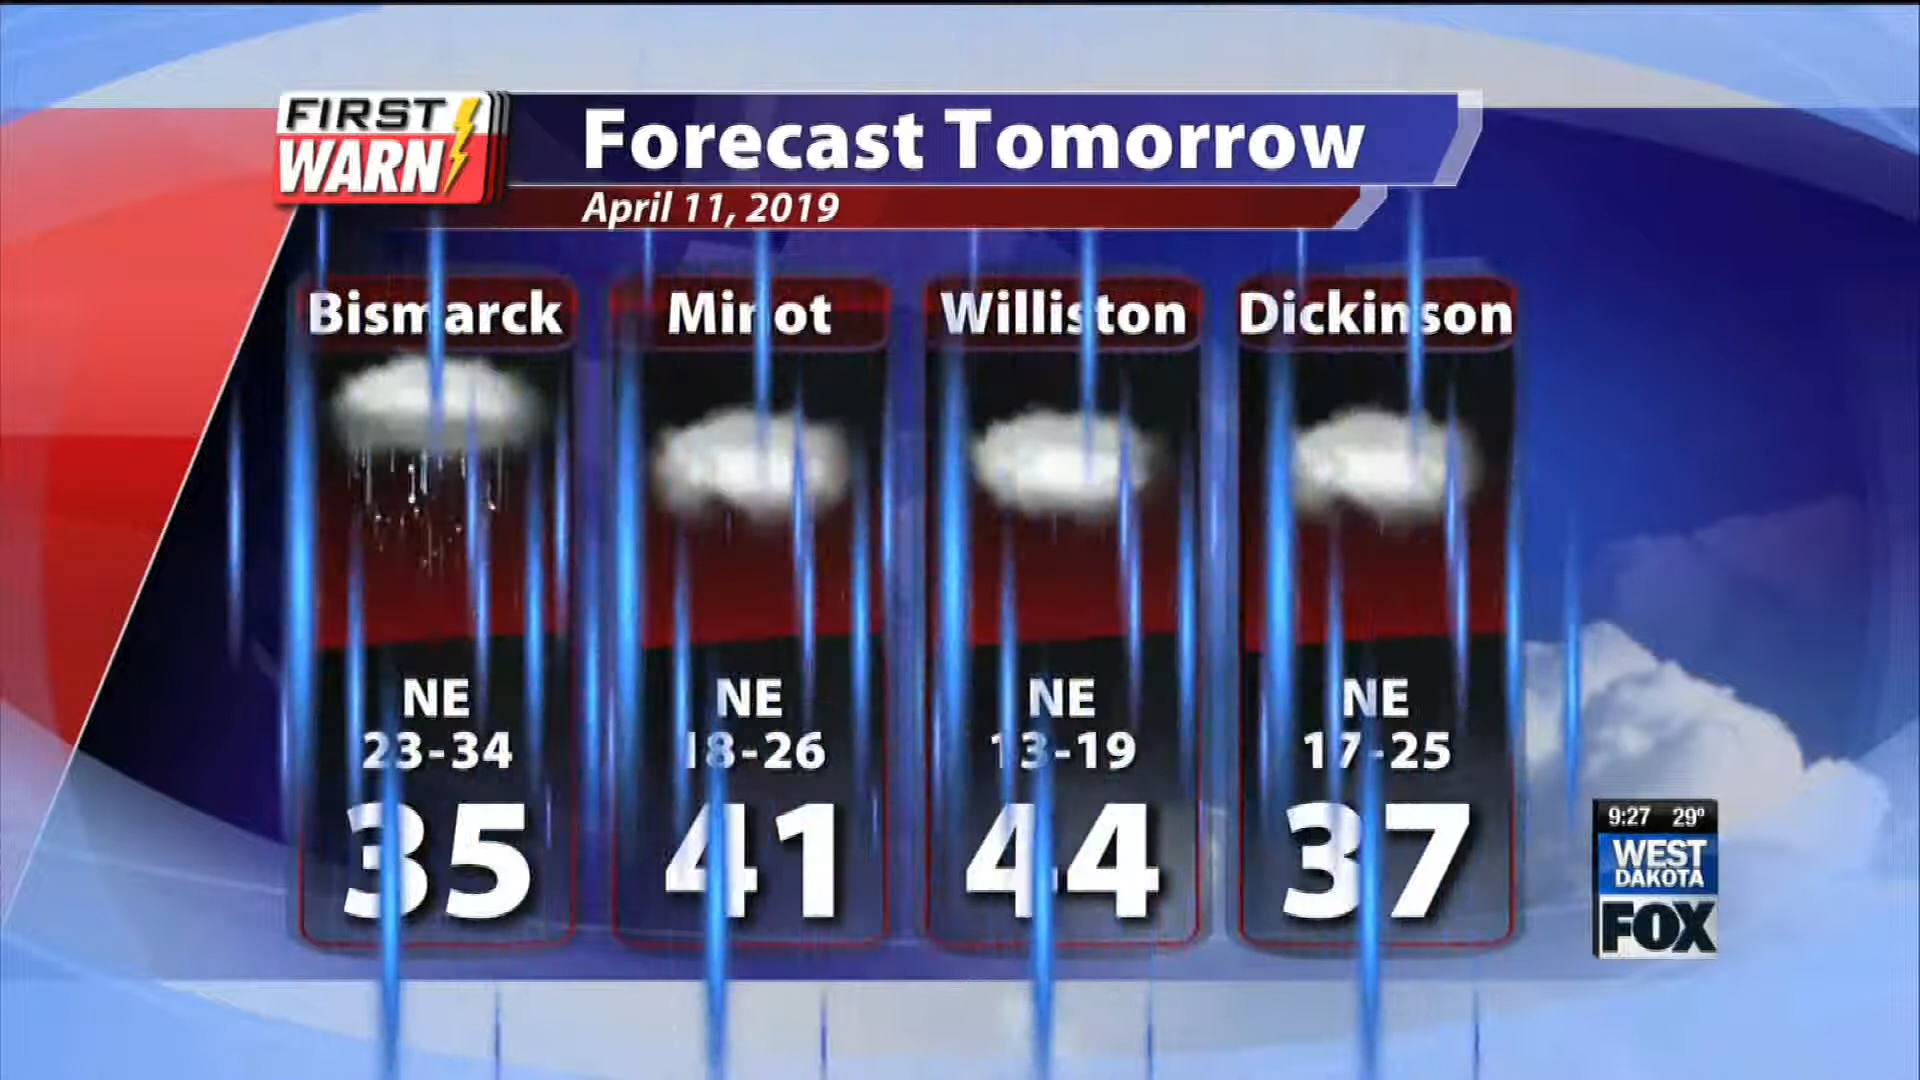 FIRST
WARN
Forecast Tomorrow
April 11, 2019
Bismarck
Minot
Williston
Dickinson
NE
23-34
35
NE
18-26
41
NE
13-19
44
NE
17-25
37
9:27 29º
WEST
DAKOTA
FOX